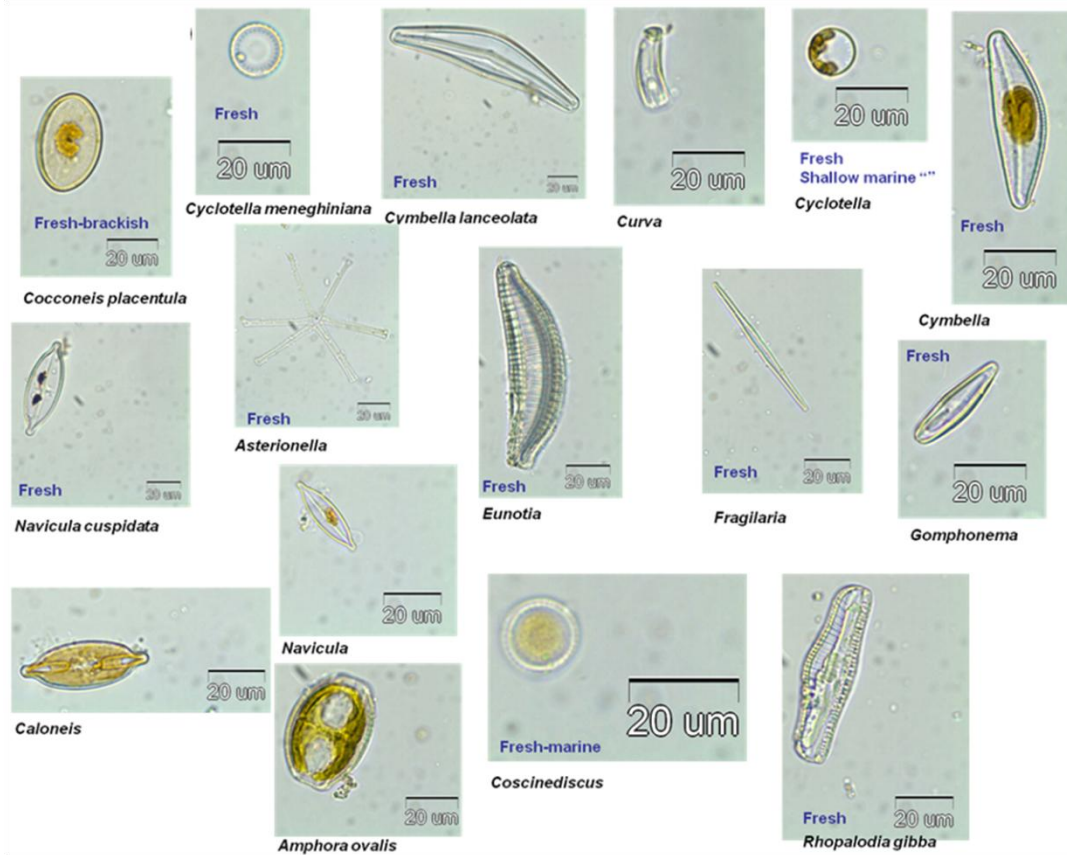 Fresh-brackish
20 um
Cocconeis placentula
Fresh
20 um
Cyclotella meneghiniana
Fresh
20 um
Cymbella lanceolata
20 um
Curva
20 um
Fresh
Shallow marine “”
Cyclotella
Fresh
20 um
Cymbella
Fresh
20 um
Navicula cuspidata
Fresh
20 um
Asterionella
Fresh
20 um
Eunotia
Fresh
20 um
Fragilaria
Fresh
20 um
Gomphonema
20 um
Caloneis
20 um
Navicula
20 um
Amphora ovalis
20 um
Fresh-marine
Coscinediscus
20 um
Fresh
Rhopalodia gibba